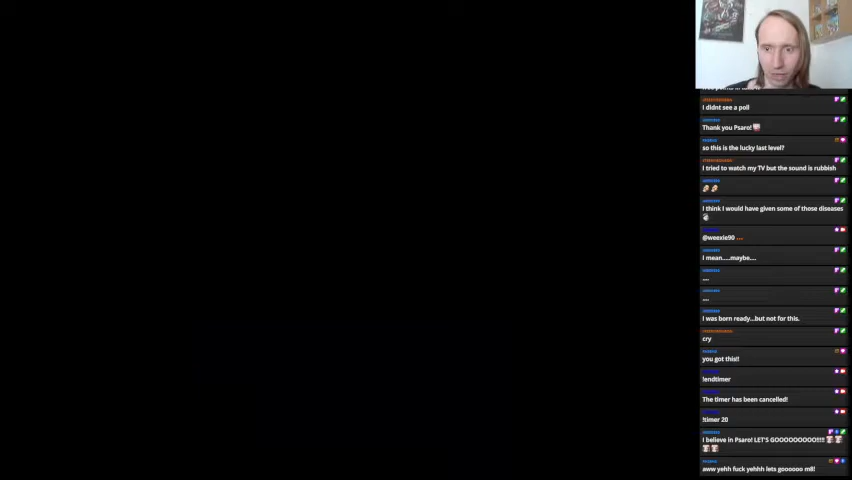 I didnt see a poll
Thank you Psaro!
so this is the lucky last level?
I tried to watch my TV but the sound is rubbish
I think I would have given some of those diseases
@weexie90 ...
I mean.....maybe....
....
....
I was born ready...but not for this.
cry
you got this!!
!endtimer
The timer has been cancelled!
!timer 20
I believe in Psaro! LET'S GOOOOOOOOO!!!!!
aww yehh fuck yehhh lets goooooo m8!